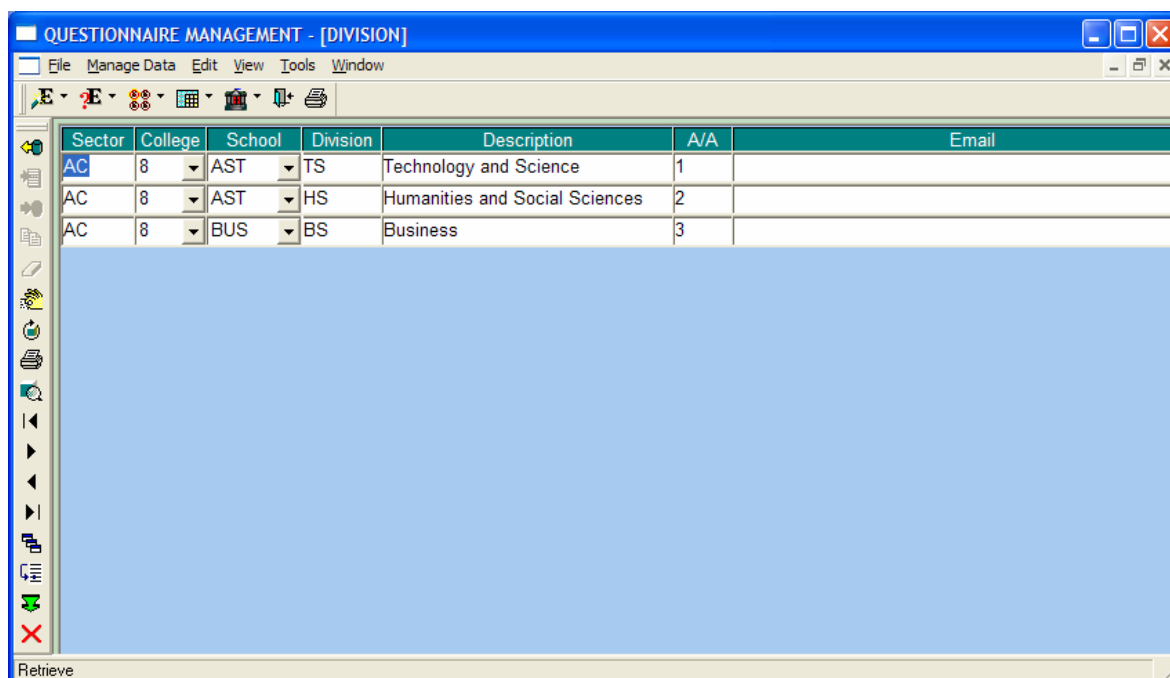 QUESTIONNAIRE MANAGEMENT - [DIVISION]
File Manage Data Edit View Tools Window
E ?E
Sector College School Division Description A/A Email
AC 8 AST TS Technology and Science 1
AC 8 AST HS Humanities and Social Sciences 2
AC 8 BUS BS Business 3
Retrieve